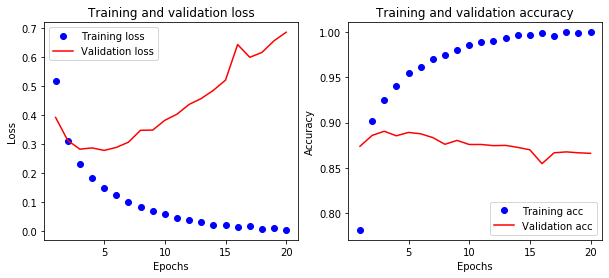 Training and validation loss
0.7
0.6
0.5
0.4
0.3
0.2
0.1
0.0
Loss
Training loss
Validation loss
5
10
15
20
Epochs
Training and validation accuracy
1.00
0.95
0.90
0.85
0.80
Accuracy
Training acc
Validation acc
5
10
15
20
Epochs